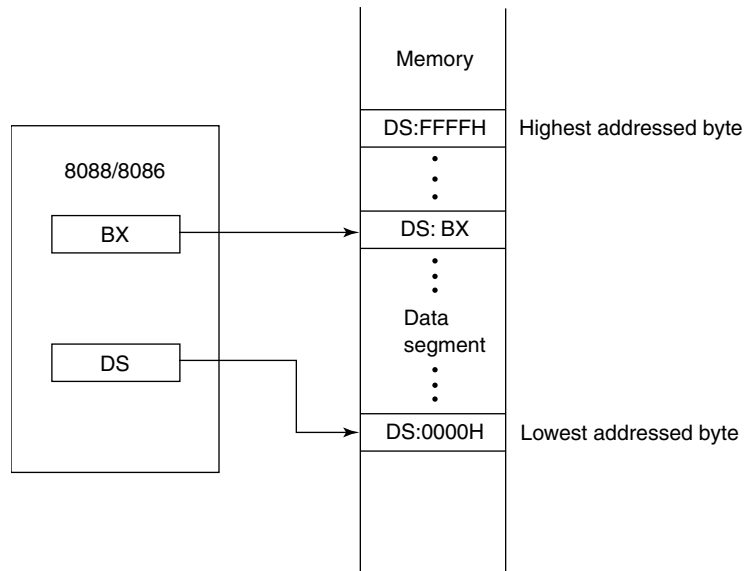 Memory
DS:FFFFH
Highest addressed byte
8088/8086
BX
DS: BX
Data
segment
DS
DS:0000H
Lowest addressed byte